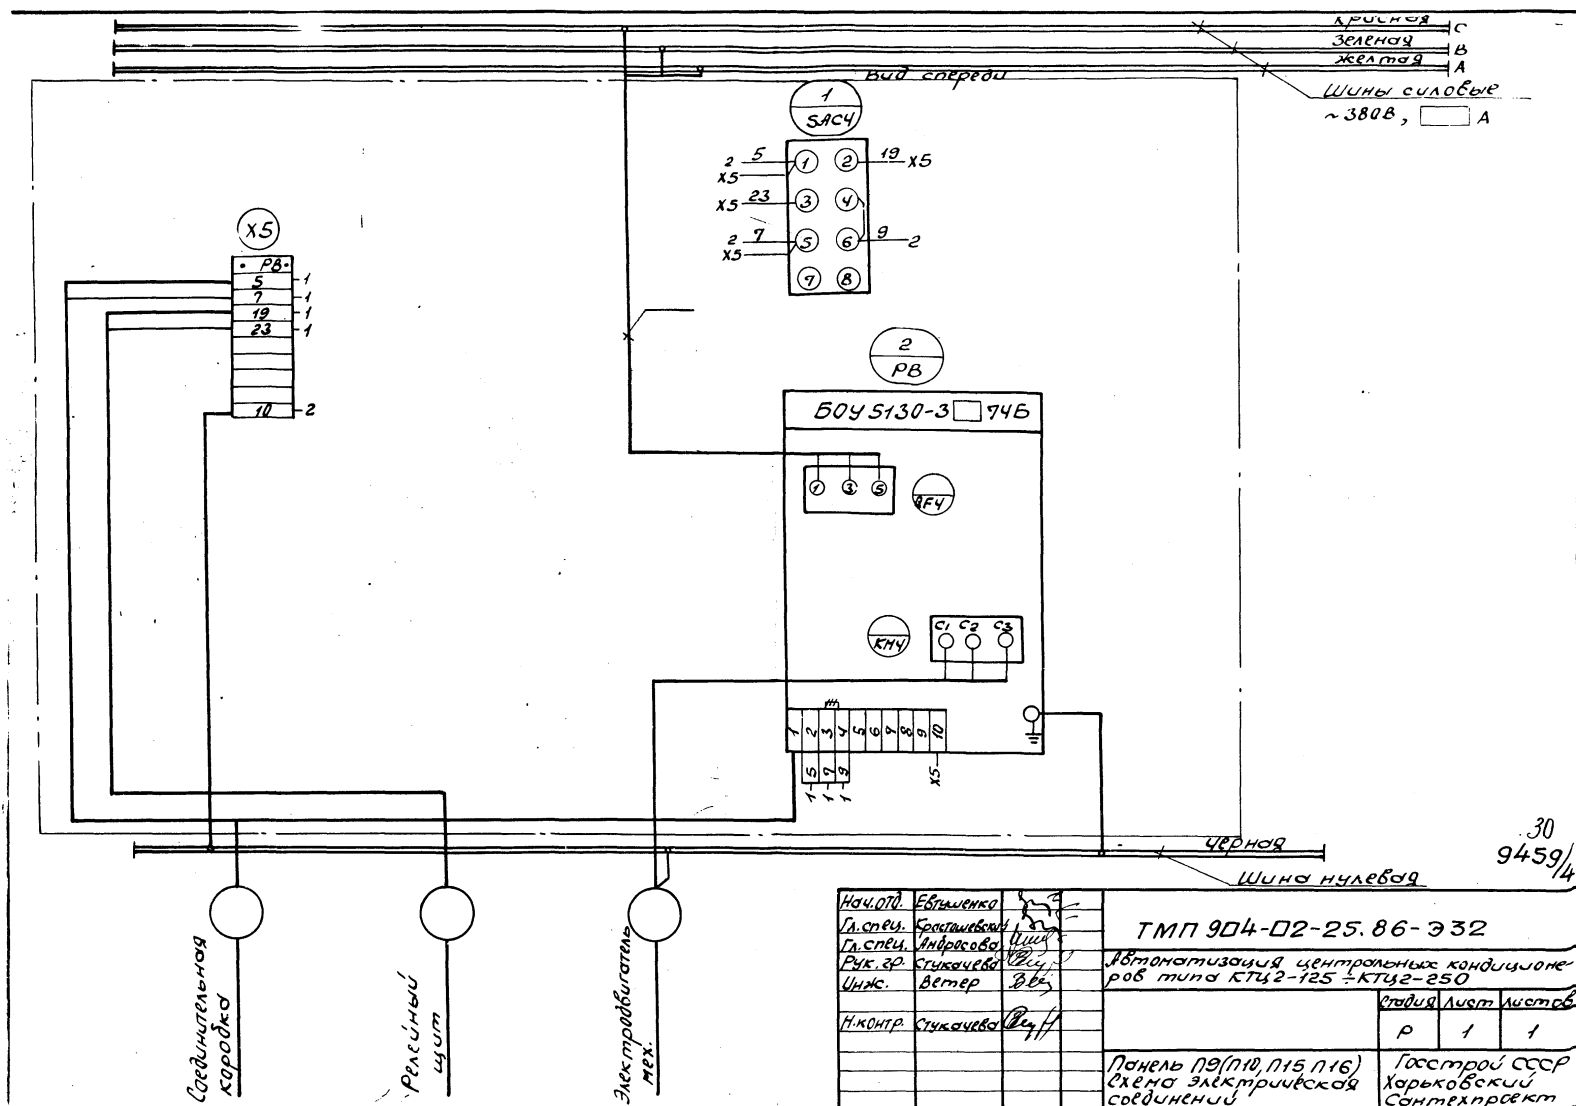 Красная C
Зеленая B
Желтая A
Шины силовые
~380В, А
Вид спереди
1
SAC4
2 5 1 2 19 X5
X5
X5 23 3 4
2 7 5 6 9 2
X5
7 8
X5
РВ
5 1
7 1
19 1
23 1
10 2
2
РВ
БОУ 5130-3 74Б
1 3 5
QF4
KM4
C1 C2 C3
1 2 3 4 5 6 7 8 9 10
5 7 9 X5
1 1 1
Черная
Шина нулевая
30
9459/4
Соединительная
коробка
Релейный
щит
Электродвигатель
мех.
Нач.отд. Евтушенко
Гл.спец.
Гл.спец. Андросова
Рук.гр. Стукачева
Инж. Ветер
Н.контр. Стукачева
ТМП 904-02-25.86-ЭЗ2
Автоматизация центральных кондиционе-
ров типа КТЦ2-125÷КТЦ2-250
Стадия Лист Листов
Р 1 1
Панель П9(П10, П15 П16)
Схема электрическая
соединений
Госстрой СССР
Харьковский
Сантехпроект